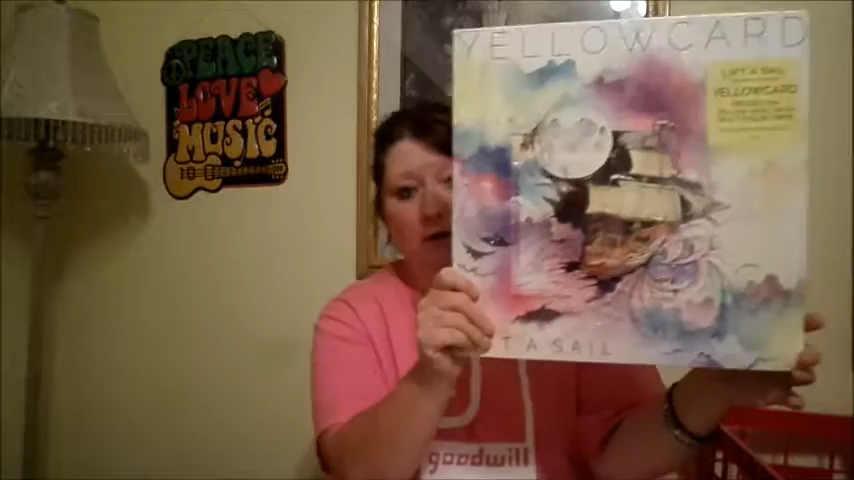 YELLOWCARD
LIFT A SAIL
YELLOWCARD
PEACE
LOVE
MUSIC
T A SAIL
goodwill